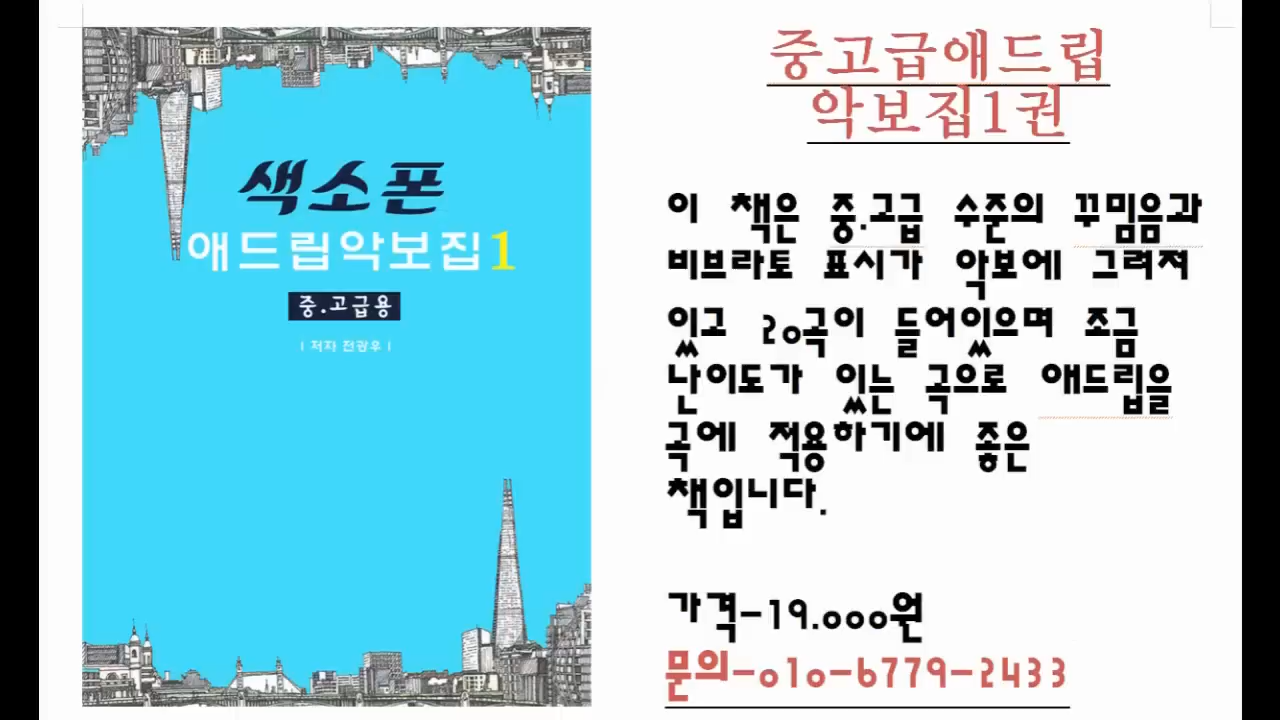 색소폰
애드립악보집1
중.고급용
| 저자 전광우 |
중고급애드립
악보집1권
이 책은 중.고급 수준의 꾸밈음과
비브라토 표시가 악보에 그려져
있고 20곡이 들어있으며 조금
난이도가 있는 곡으로 애드립을
곡에 적용하기에 좋은
책입니다.
가격-19.000원
문의-010-6779-2433